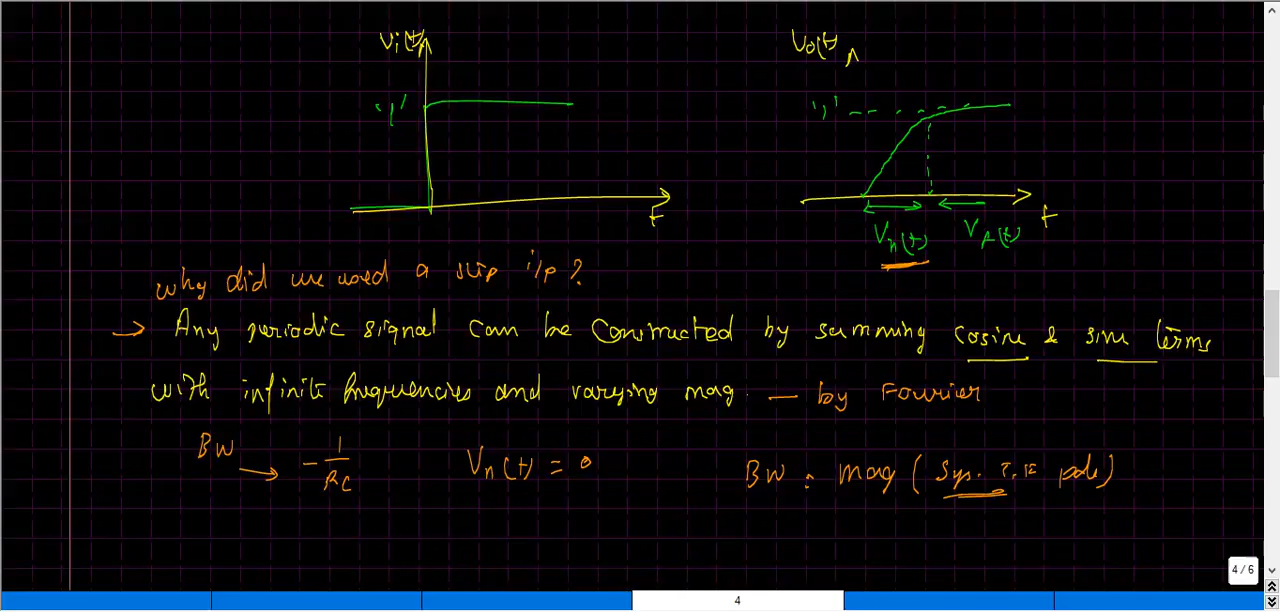 Vi(t)
Vo(t)
'1'
'1'
t
t
Vn(t)
Vf(t)
Why did we used a step i/p?
→ Any periodic signal can be Constructed by summing cosine & sine terms
with infinite frequencies and varying mag. — by Fourier
BW → - 1/RC
Vn(t) = 0
BW : mag ( Sys. T.F pole )
4 / 6
4